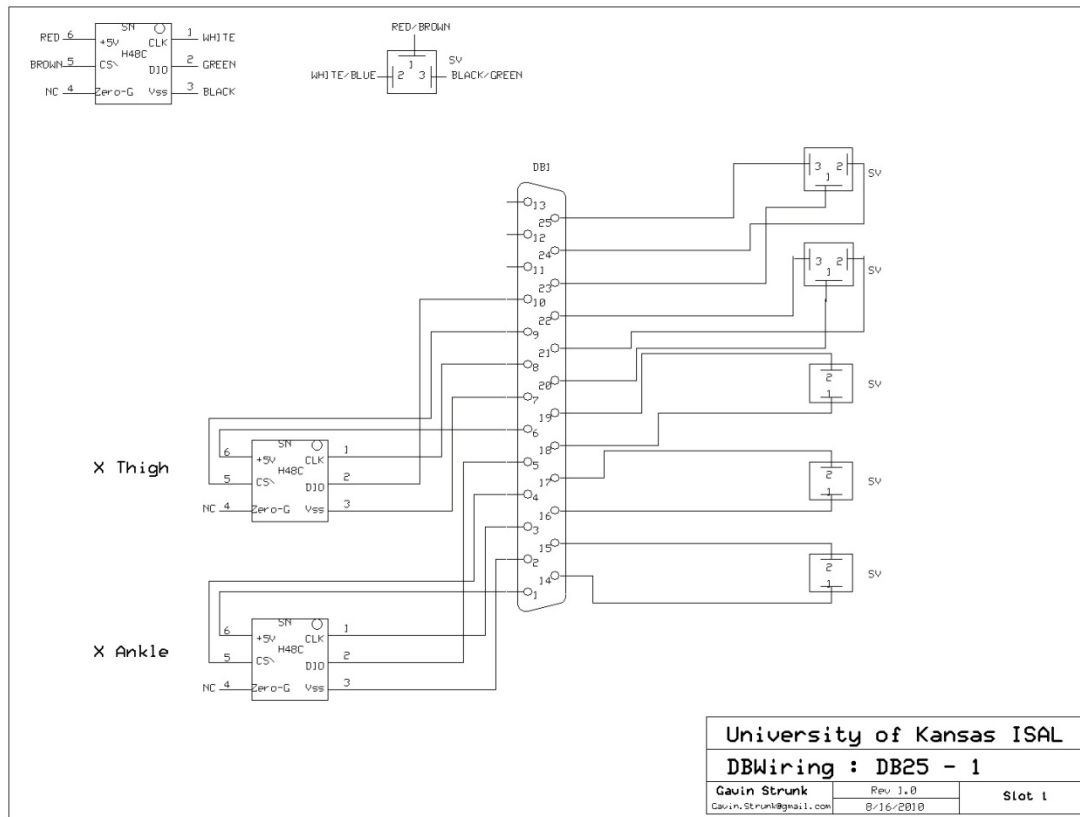 RED 6 SN +5V CLK 1 WHITE
H48C
BROWN 5 CS\ DIO 2 GREEN
NC 4 Zero-G Vss 3 BLACK
RED/BROWN
1 SV
WHITE/BLUE 2 3 BLACK/GREEN
DB1
13
25
12
24
11
23
10
22
9
21
8
20
7
19
6
18
5
17
4
16
3
15
2
14
1
3 2 SV
1
3 2 SV
1
2 SV
1
2 SV
1
2 SV
1
X Thigh
SN
6 +5V CLK 1
H48C
5 CS\ DIO 2
NC 4 Zero-G Vss 3
X Ankle
SN
6 +5V CLK 1
H48C
5 CS\ DIO 2
NC 4 Zero-G Vss 3
University of Kansas ISAL
DBWiring : DB25 - 1
Gavin Strunk
Gavin.Strunk@gmail.com
Rev 1.0
8/16/2010
Slot 1